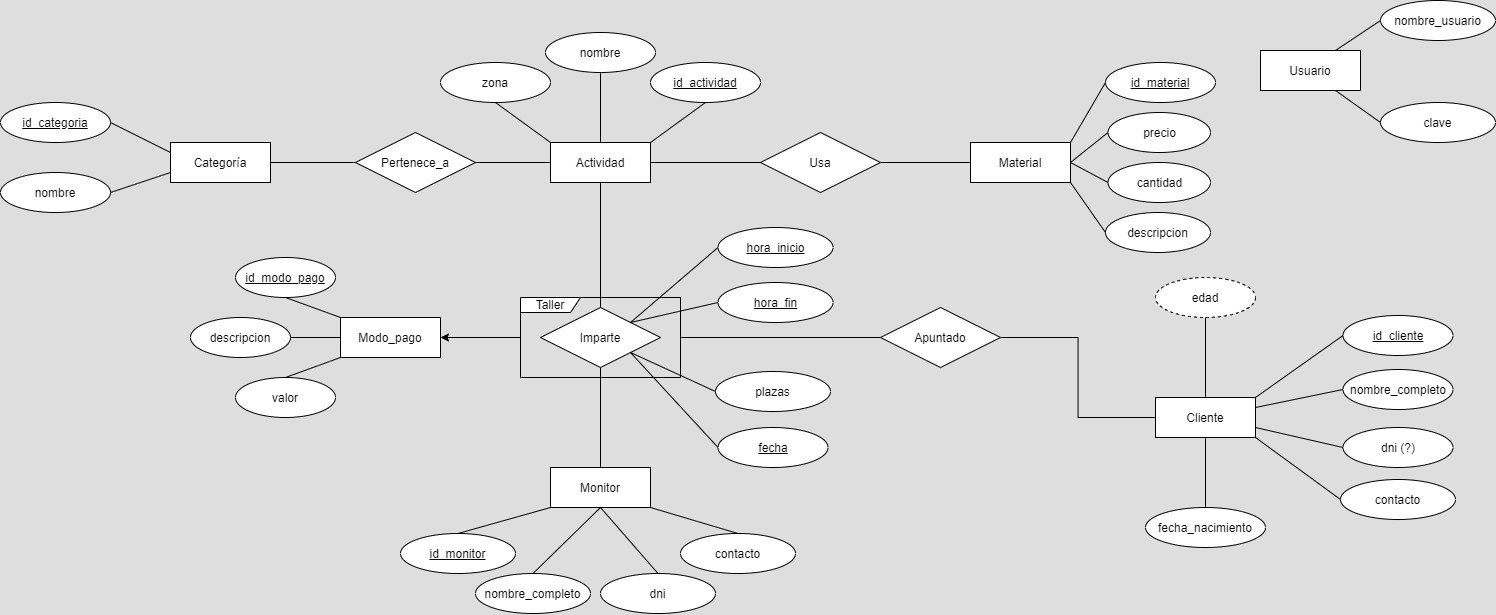 nombre_usuario
Usuario
clave
nombre
zona
id_actividad
id_material
id_categoria
precio
Categoría
Pertenece_a
Actividad
Usa
Material
nombre
cantidad
descripcion
hora_inicio
id_modo_pago
Taller
hora_fin
edad
descripcion
Modo_pago
Imparte
Apuntado
id_cliente
valor
plazas
nombre_completo
Cliente
fecha
dni (?)
Monitor
contacto
fecha_nacimiento
id_monitor
contacto
nombre_completo
dni